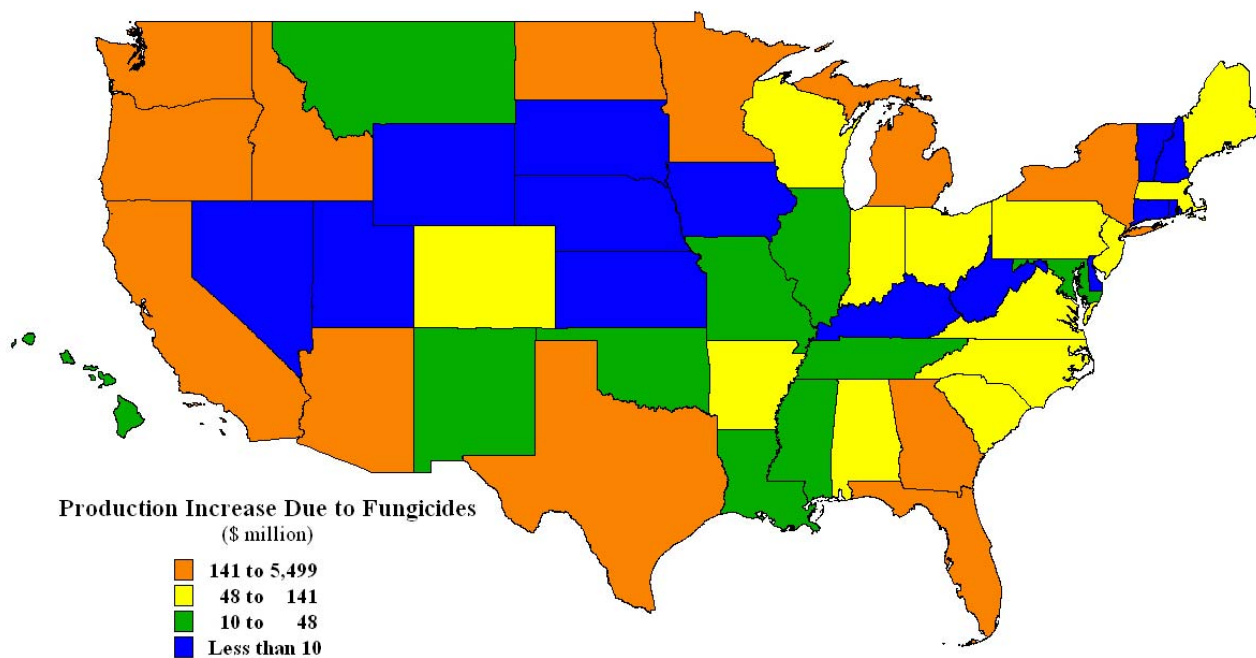 Production Increase Due to Fungicides
($ million)
141 to 5,499
48 to 141
10 to 48
Less than 10